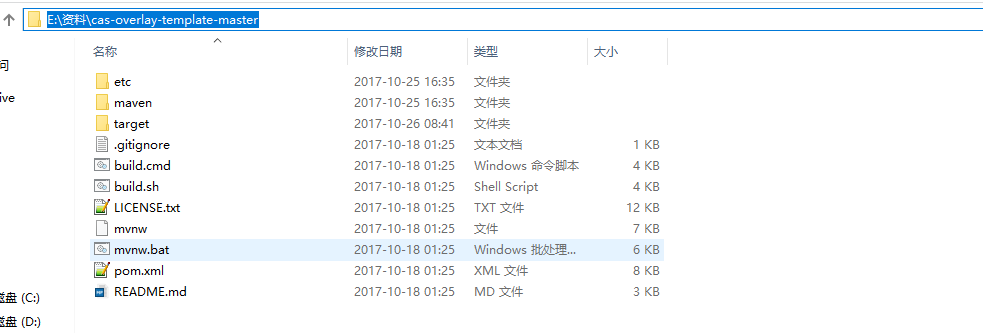 E:\资料\cas-overlay-template-master
名称 修改日期 类型 大小
etc 2017-10-25 16:35 文件夹
maven 2017-10-25 16:35 文件夹
target 2017-10-26 08:41 文件夹
.gitignore 2017-10-18 01:25 文本文档 1 KB
build.cmd 2017-10-18 01:25 Windows 命令脚本 4 KB
build.sh 2017-10-18 01:25 Shell Script 4 KB
LICENSE.txt 2017-10-18 01:25 TXT 文件 12 KB
mvnw 2017-10-18 01:25 文件 7 KB
mvnw.bat 2017-10-18 01:25 Windows 批处理... 6 KB
pom.xml 2017-10-18 01:25 XML 文件 8 KB
README.md 2017-10-18 01:25 MD 文件 3 KB
问
ive
磁盘 (C:)
磁盘 (D:)